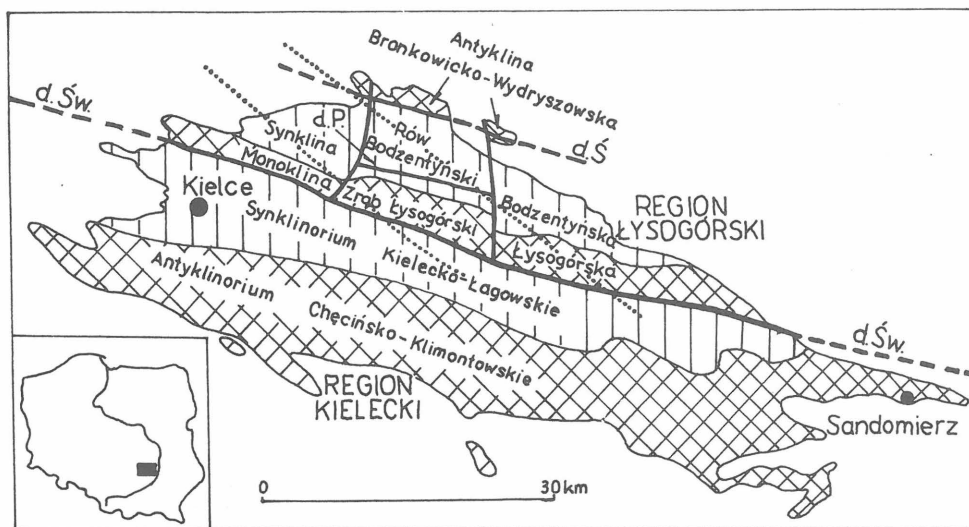 Antyklina
Bronkowicko-Wydryszowska
d.Św.
d.P.
Rów
Bodzentyński
d.Ś
Synklina
Bodzentyńska
Monoklina
Łysogórska
Zrąb Łysogórski
REGION
ŁYSOGÓRSKI
Kielce
Synklinorium
Kielecko-Łagowskie
Antyklinorium
Chęcińsko-Klimontowskie
d.Św.
REGION
KIELECKI
Sandomierz
0
30km